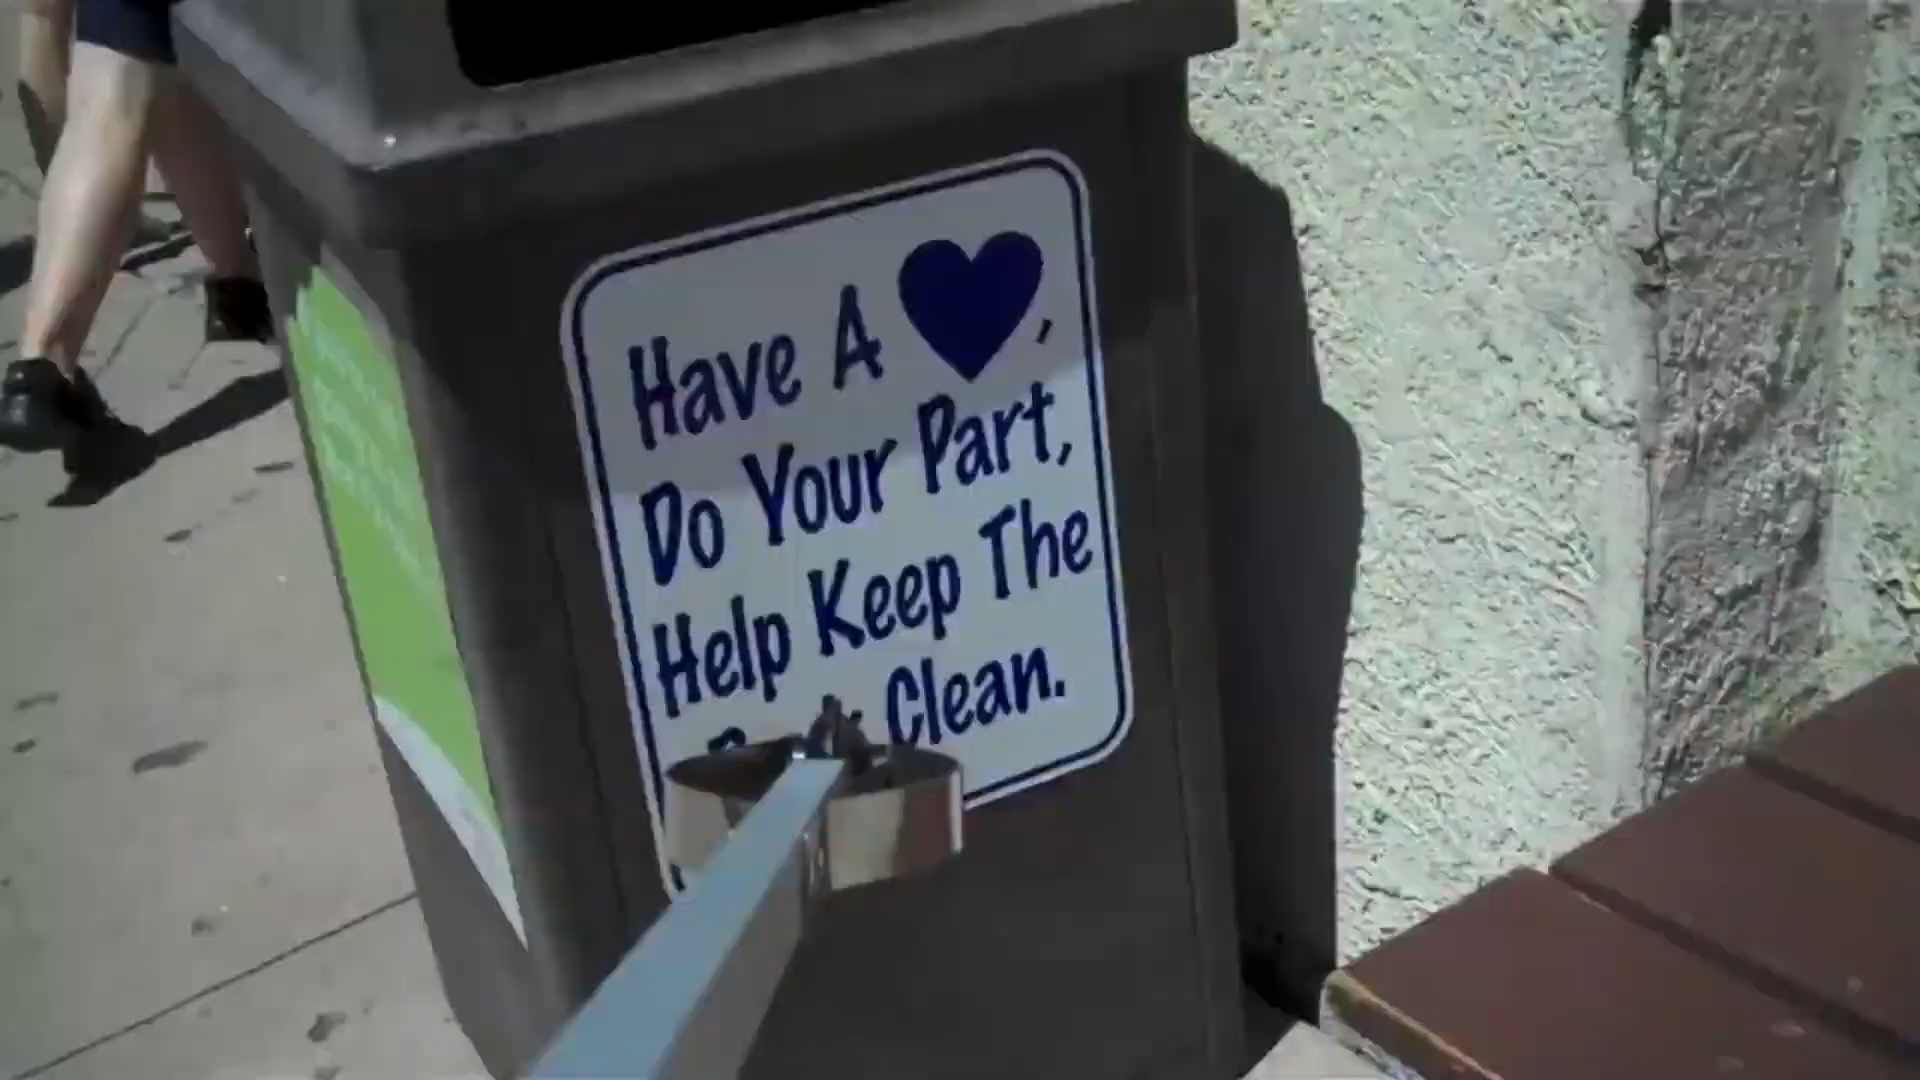 Have A ♥,
Do Your Part,
Help Keep The
Clean.